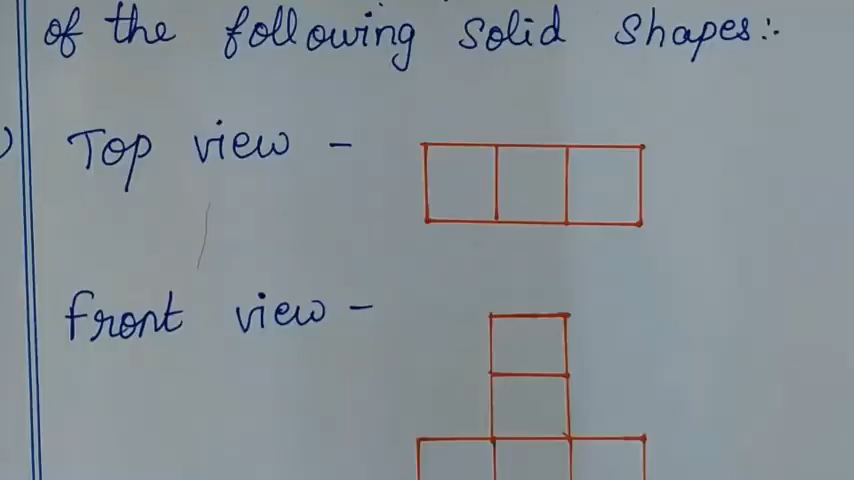 of the following solid shapes:-
) Top view -
front view -